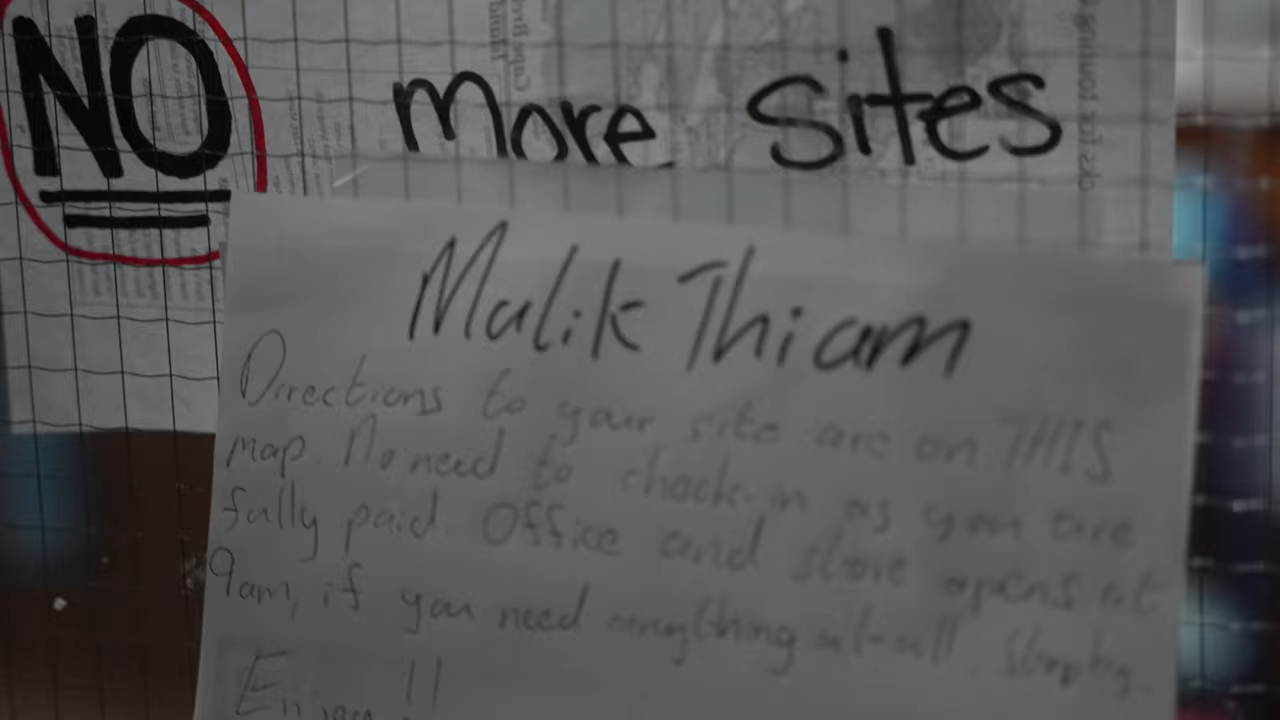 NO more sites
Malik Thiam
Directions to your site are on THIS
map. No need to check-in as you are
fully paid. Office and store opens at
9am, if you need anything at-all.
Enjoy!!